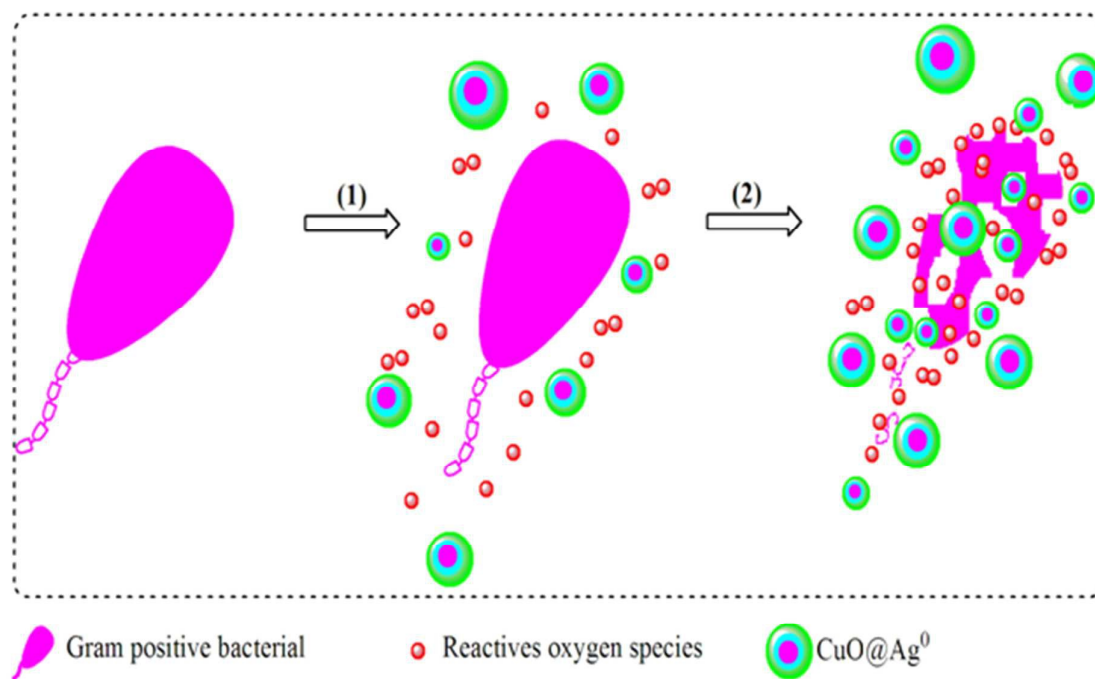 (1)
(2)
Gram positive bacterial
Reactives oxygen species
CuO@Ag⁰